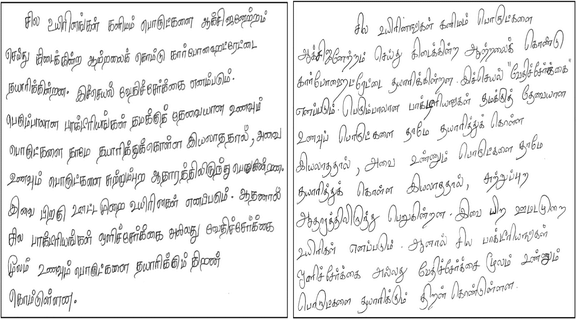 சில உயிரினங்கள் கனிமம் பொருட்களை ஆக்சிஜனேற்றம்
செய்து கிடைக்கின்ற ஆற்றலைக் கொண்டு கார்போஹைட்ரேட்டை
தயாரிக்கின்றன. இச்செயல் வேதிச்சேர்க்கை எனப்படும்.
பெரும்பாலான பாக்டீரியங்கள் தமக்குத் தேவையான உணவுப்
பொருட்களை தாமே தயாரித்துக்கொள்ள இயலாததால், அவை
உணவுப் பொருட்களை சுற்றுப்புற ஆதாரத்திலிருந்து பெறுகின்றன.
இவை பிறதி ஊட்ட முறை உயிரிகள் எனப்படும். ஆனால்
சில பாக்டீரியங்கள் ஒளிச்சேர்க்கை அல்லது வேதிச்சேர்க்கை
மூலம் உணவுப் பொருட்களை தயாரிக்கும் திறன்
கொண்டுள்ளன.
சில உயிரினங்கள் கனிமம் பொருட்களை
ஆக்சிஜனேற்றம் செய்து கிடைக்கின்ற ஆற்றலைக் கொண்டு
கார்போஹைட்ரேட்டை தயாரிக்கின்றன. இச்செயல் "வேதிச்சேர்க்கை"
எனப்படும். பெரும்பாலான பாக்டீரியங்கள் தமக்குத் தேவையான
உணவுப் பொருட்களை தாமே தயாரித்துக் கொள்ள
இயலாததால், அவை உணவுப் பொருட்களை தாமே
தயாரித்துக் கொள்ள இயலாததால், சுற்றுப்புற
ஆதாரத்திலிருந்து பெறுகின்றன. இவை பிற ஊட்டமுறை
உயிரிகள் எனப்படும். ஆனால் சில பாக்டீரியங்கள்
ஒளிச்சேர்க்கை அல்லது வேதிச்சேர்க்கை மூலம் உணவுப்
பொருட்களை தயாரிக்கும் திறன் கொண்டுள்ளன.